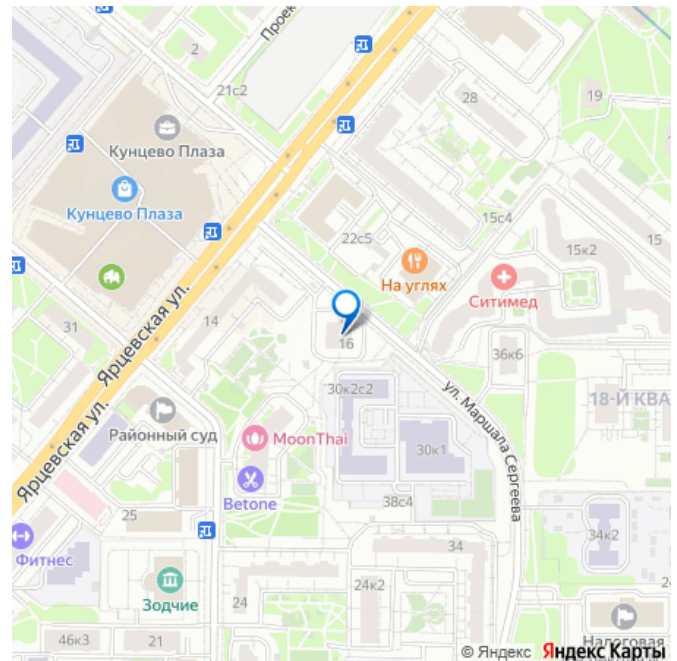 Проек
2
21с2
28
19
Кунцево Плаза
Кунцево Плаза
15с4
22с5
15к2
15
На углях
Ситимед
Ярцевская ул.
31
14
16
36к6
30к2с2
ул. Маршала Сергеева
18-Й КВА
Районный суд
MoonThai
30к1
Ярцевская ул.
Betone
38с4
25
Фитнес
34
34к2
Зодчие
24к2
24
46к3
21
Налоговая
© Яндекс Яндекс Карты